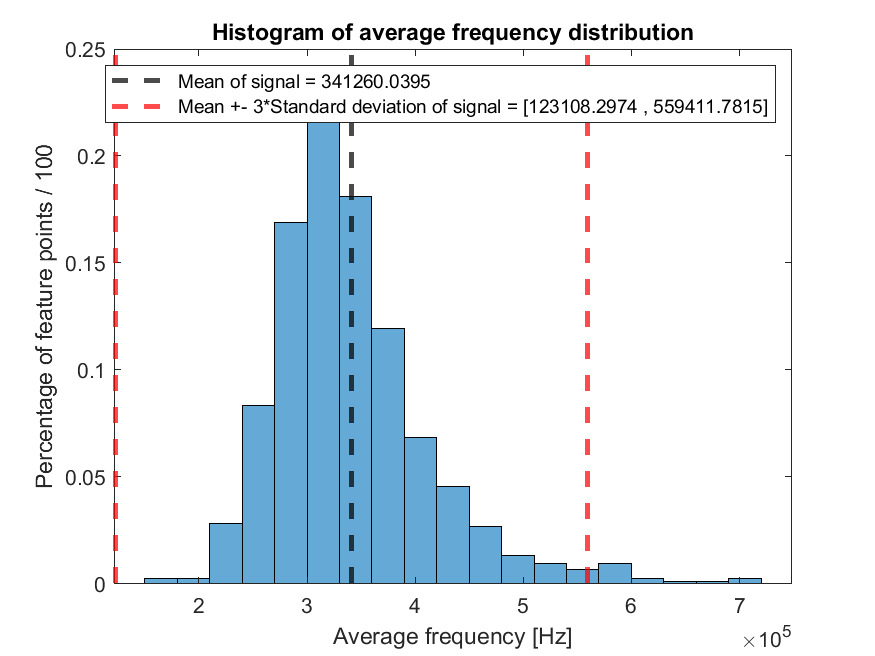 Histogram of average frequency distribution
Mean of signal = 341260.0395
Mean +- 3*Standard deviation of signal = [123108.2974 , 559411.7815]
Percentage of feature points / 100
0.25
0.2
0.15
0.1
0.05
0
2 3 4 5 6 7
×10⁵
Average frequency [Hz]